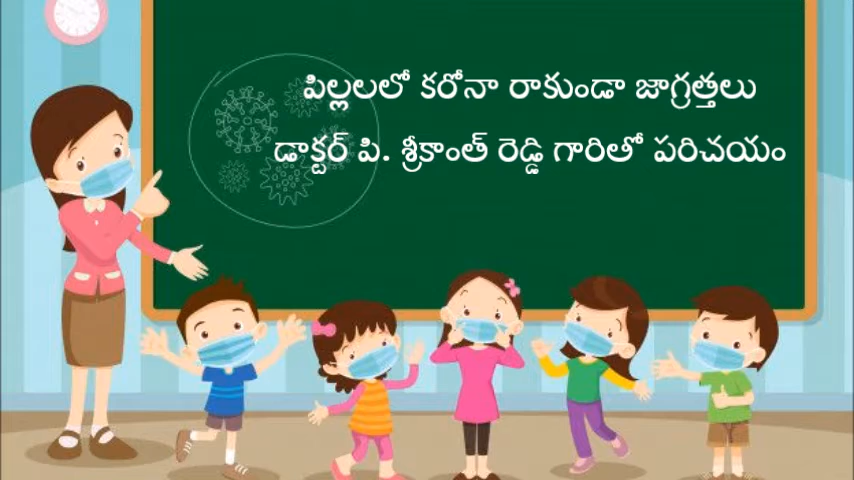 పిల్లలలో కరోనా రాకుండా జాగ్రత్తలు
డాక్టర్ పి. శ్రీకాంత్ రెడ్డి గారితో పరిచయం